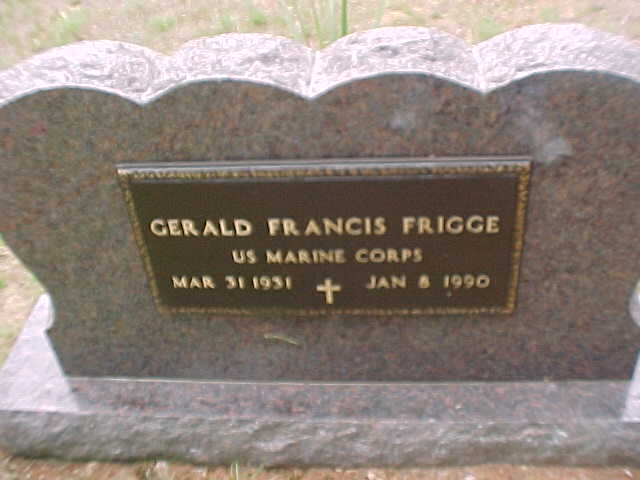 GERALD FRANCIS FRIGGE
US MARINE CORPS
MAR 31 1931 JAN 8 1990